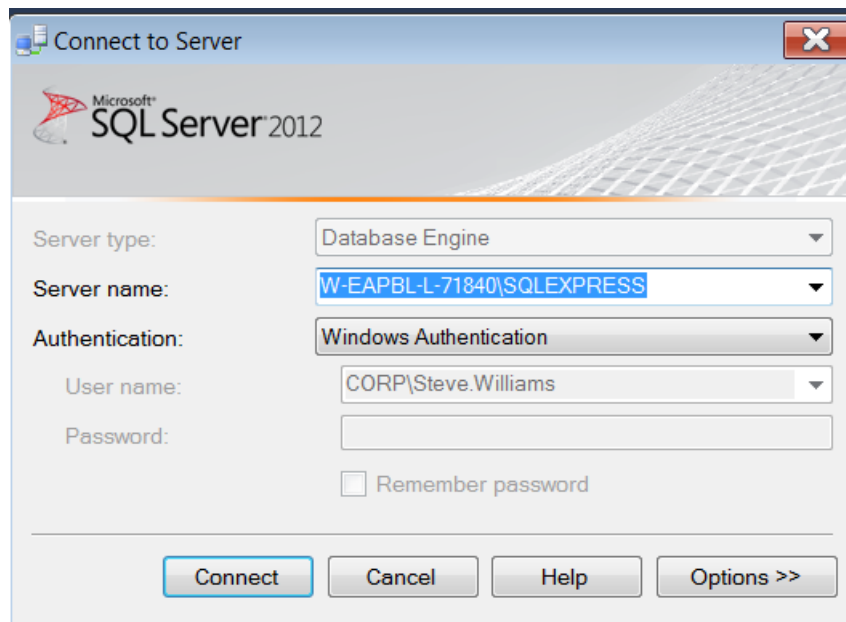 Connect to Server
Microsoft®
SQL Server® 2012
Server type: Database Engine
Server name: W-EAPBL-L-71840\SQLEXPRESS
Authentication: Windows Authentication
User name: CORP\Steve.Williams
Password:
Remember password
Connect Cancel Help Options >>